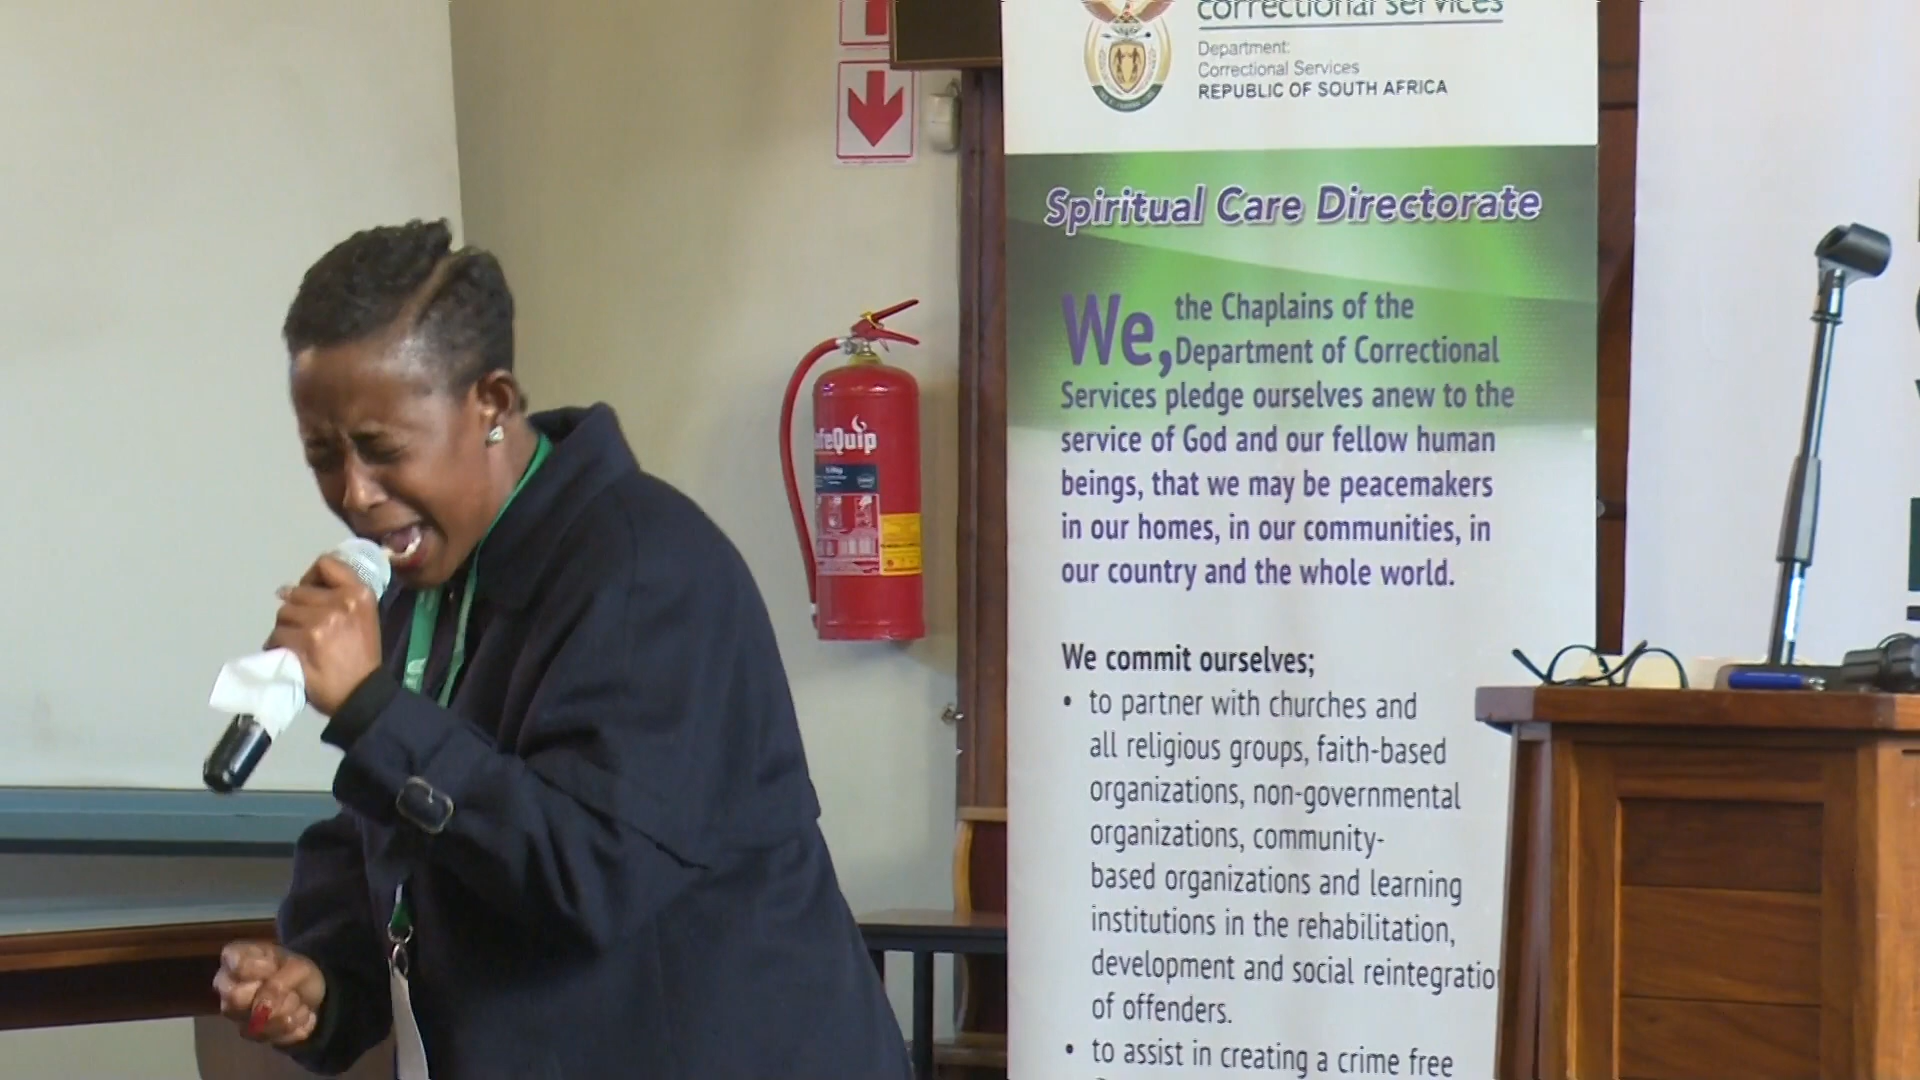 correctional services
Department:
Correctional Services
REPUBLIC OF SOUTH AFRICA
Spiritual Care Directorate
We, the Chaplains of the
Department of Correctional
Services pledge ourselves anew to the
service of God and our fellow human
beings, that we may be peacemakers
in our homes, in our communities, in
our country and the whole world.
We commit ourselves;
• to partner with churches and
all religious groups, faith-based
organizations, non-governmental
organizations, community-
based organizations and learning
institutions in the rehabilitation,
development and social reintegratio
of offenders.
• to assist in creating a crime free
afeQuip